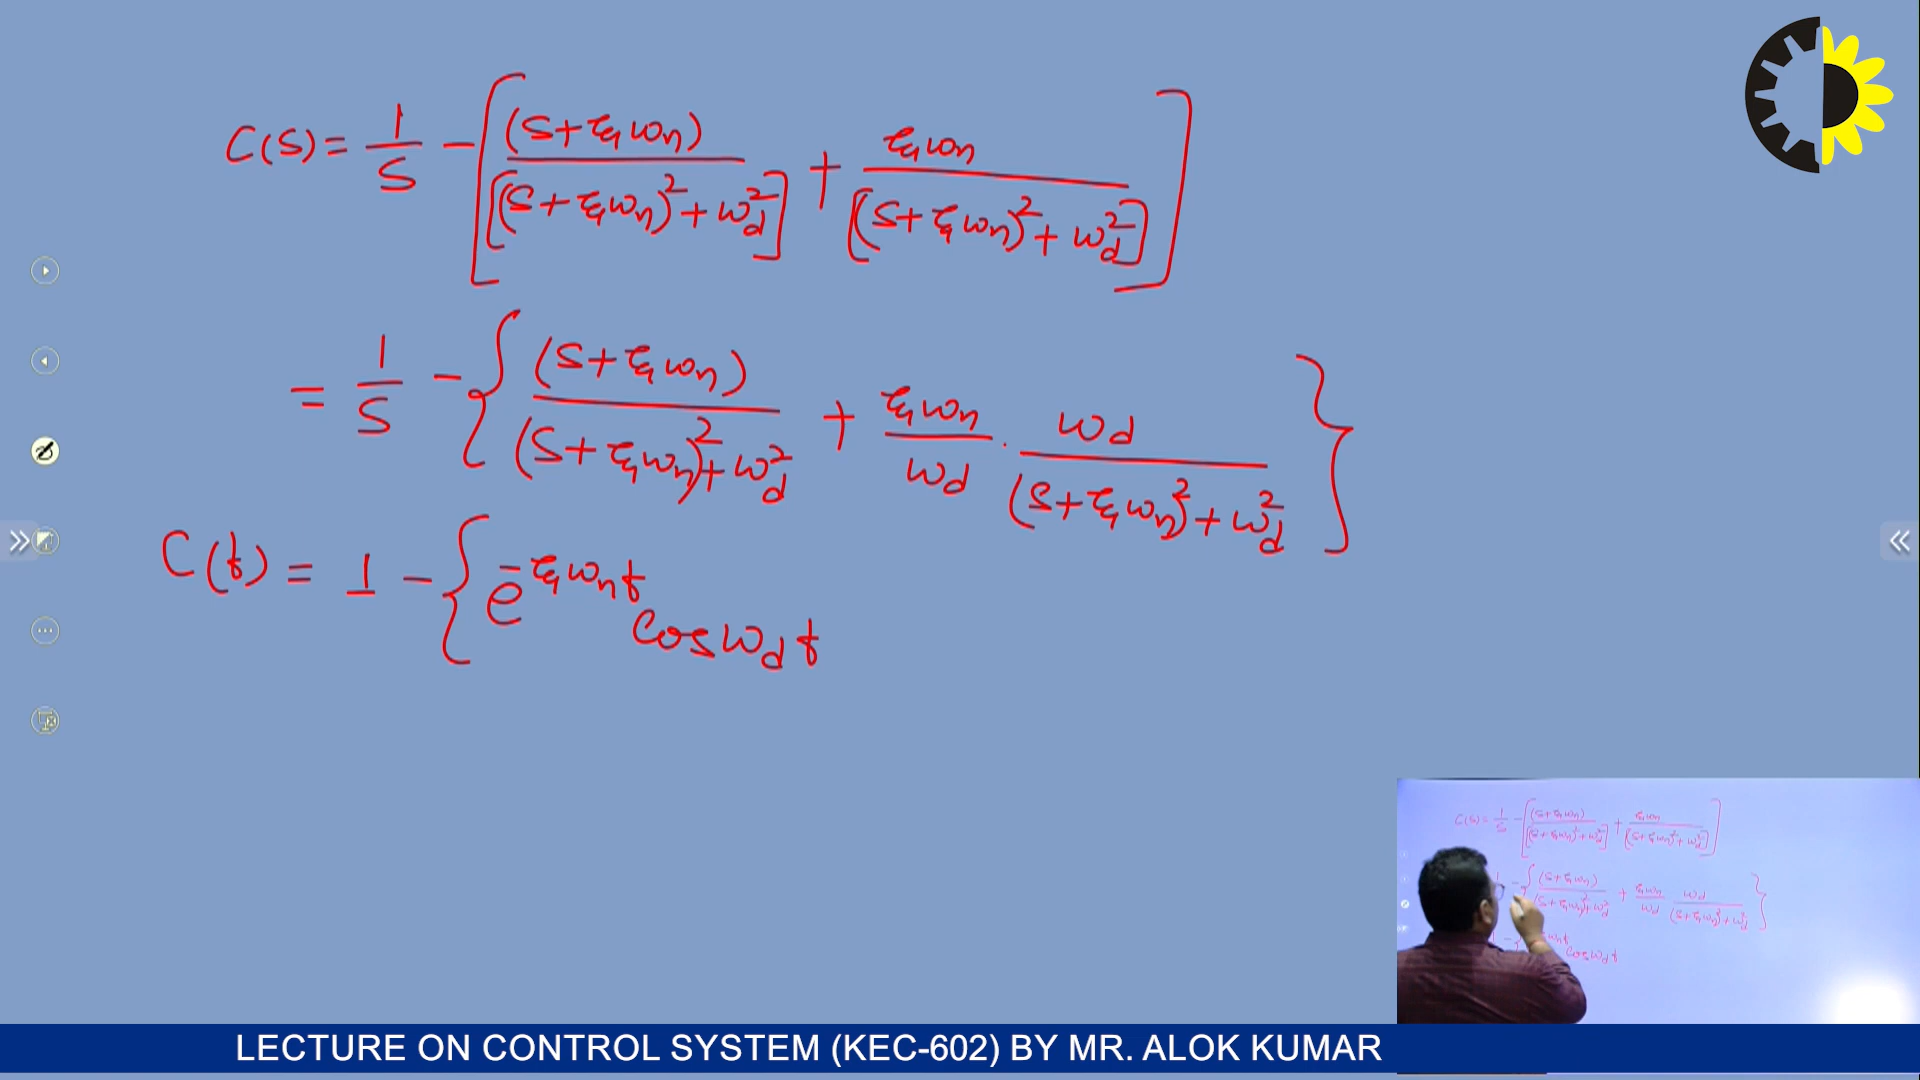 C(S) = 1/S - [(S+ξωn)/[(S+ξωn)²+ωd²] + ξωn/[(S+ξωn)²+ωd²]]
= 1/S - {(S+ξωn)/(S+ξωn)²+ωd² + ξωn/ωd · ωd/(S+ξωn)²+ωd²}
C(t) = 1 - {e^-ξωnt cosωdt
LECTURE ON CONTROL SYSTEM (KEC-602) BY MR. ALOK KUMAR